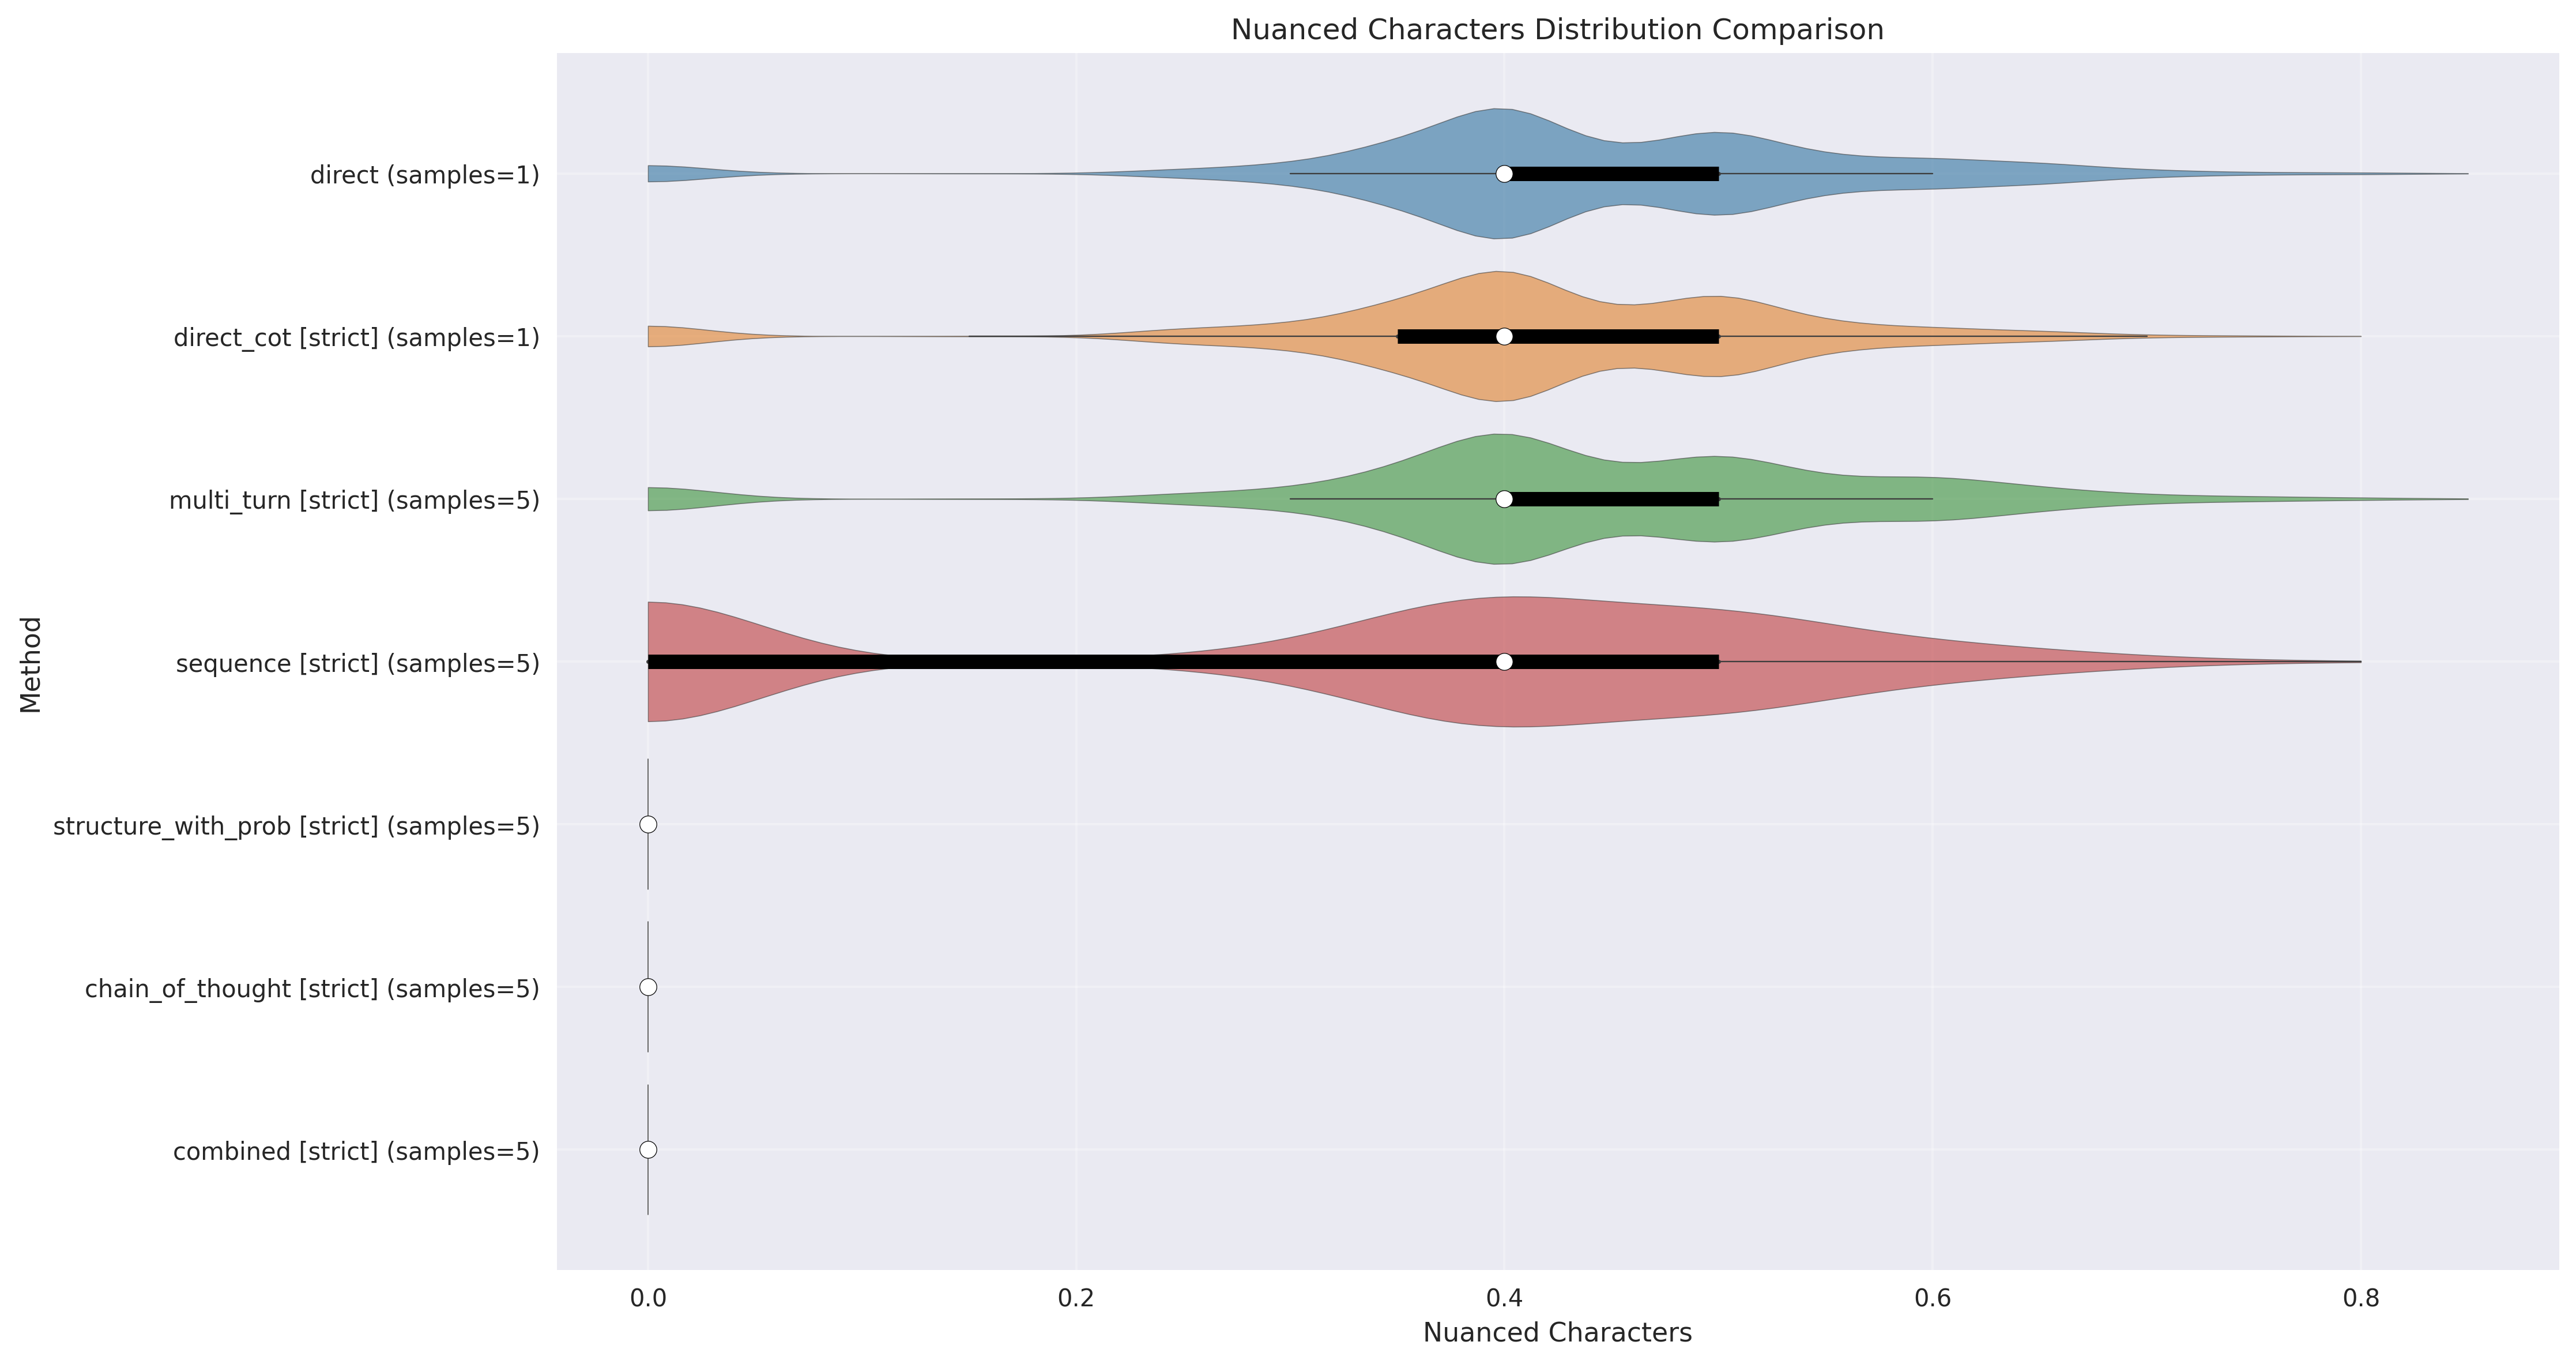 Nuanced Characters Distribution Comparison
Method
direct (samples=1)
direct_cot [strict] (samples=1)
multi_turn [strict] (samples=5)
sequence [strict] (samples=5)
structure_with_prob [strict] (samples=5)
chain_of_thought [strict] (samples=5)
combined [strict] (samples=5)
0.0 0.2 0.4 0.6 0.8
Nuanced Characters